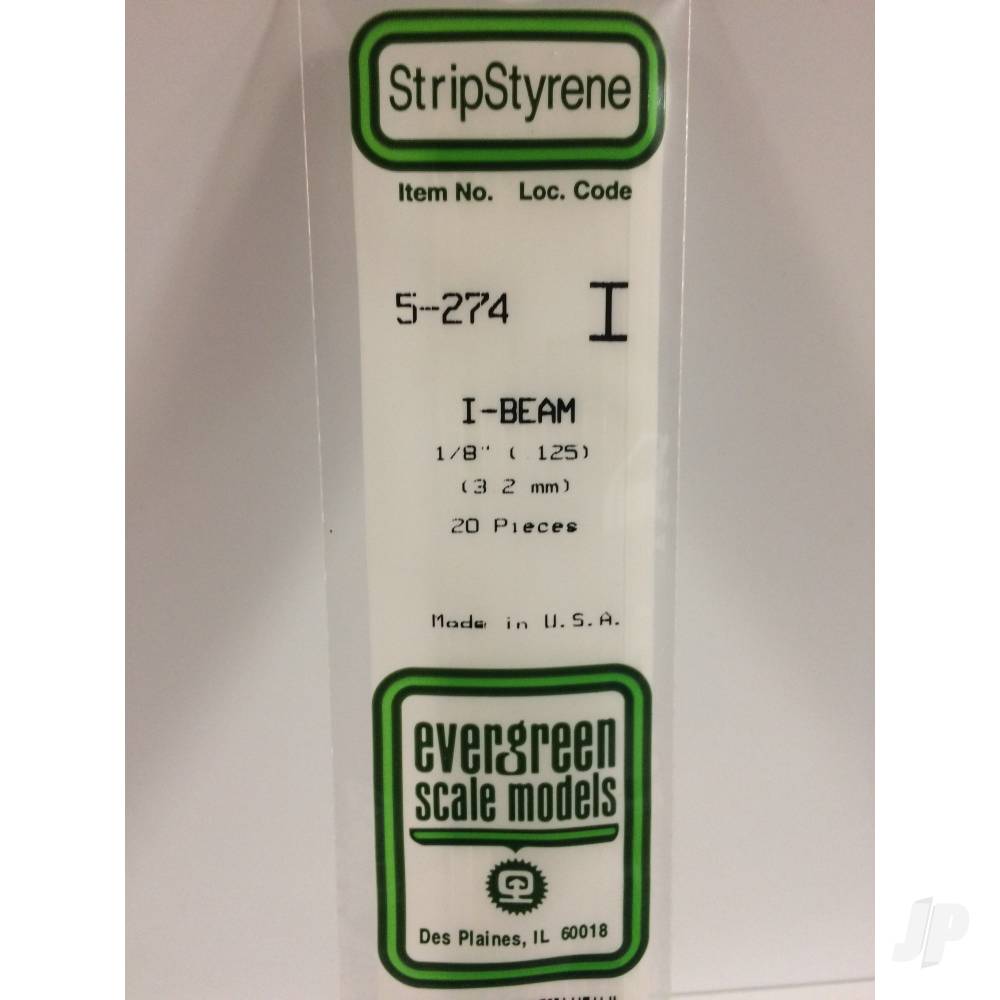 StripStyrene
Item No. Loc. Code
5-274 I
I-BEAM
1/8" ( 125)
(3 2 mm)
20 Pieces
Made in U.S.A.
evergreen
scale models
Des Plaines, IL 60018
JP